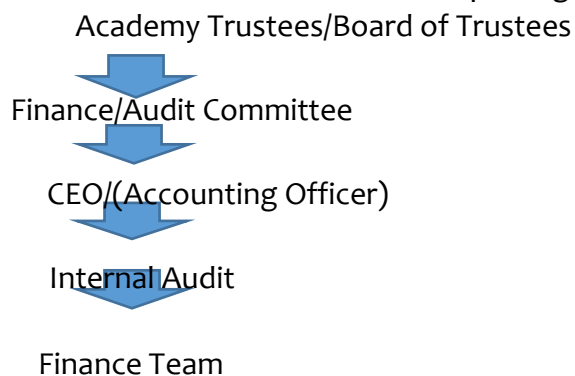 Academy Trustees/Board of Trustees
Finance/Audit Committee
CEO/(Accounting Officer)
Internal Audit
Finance Team